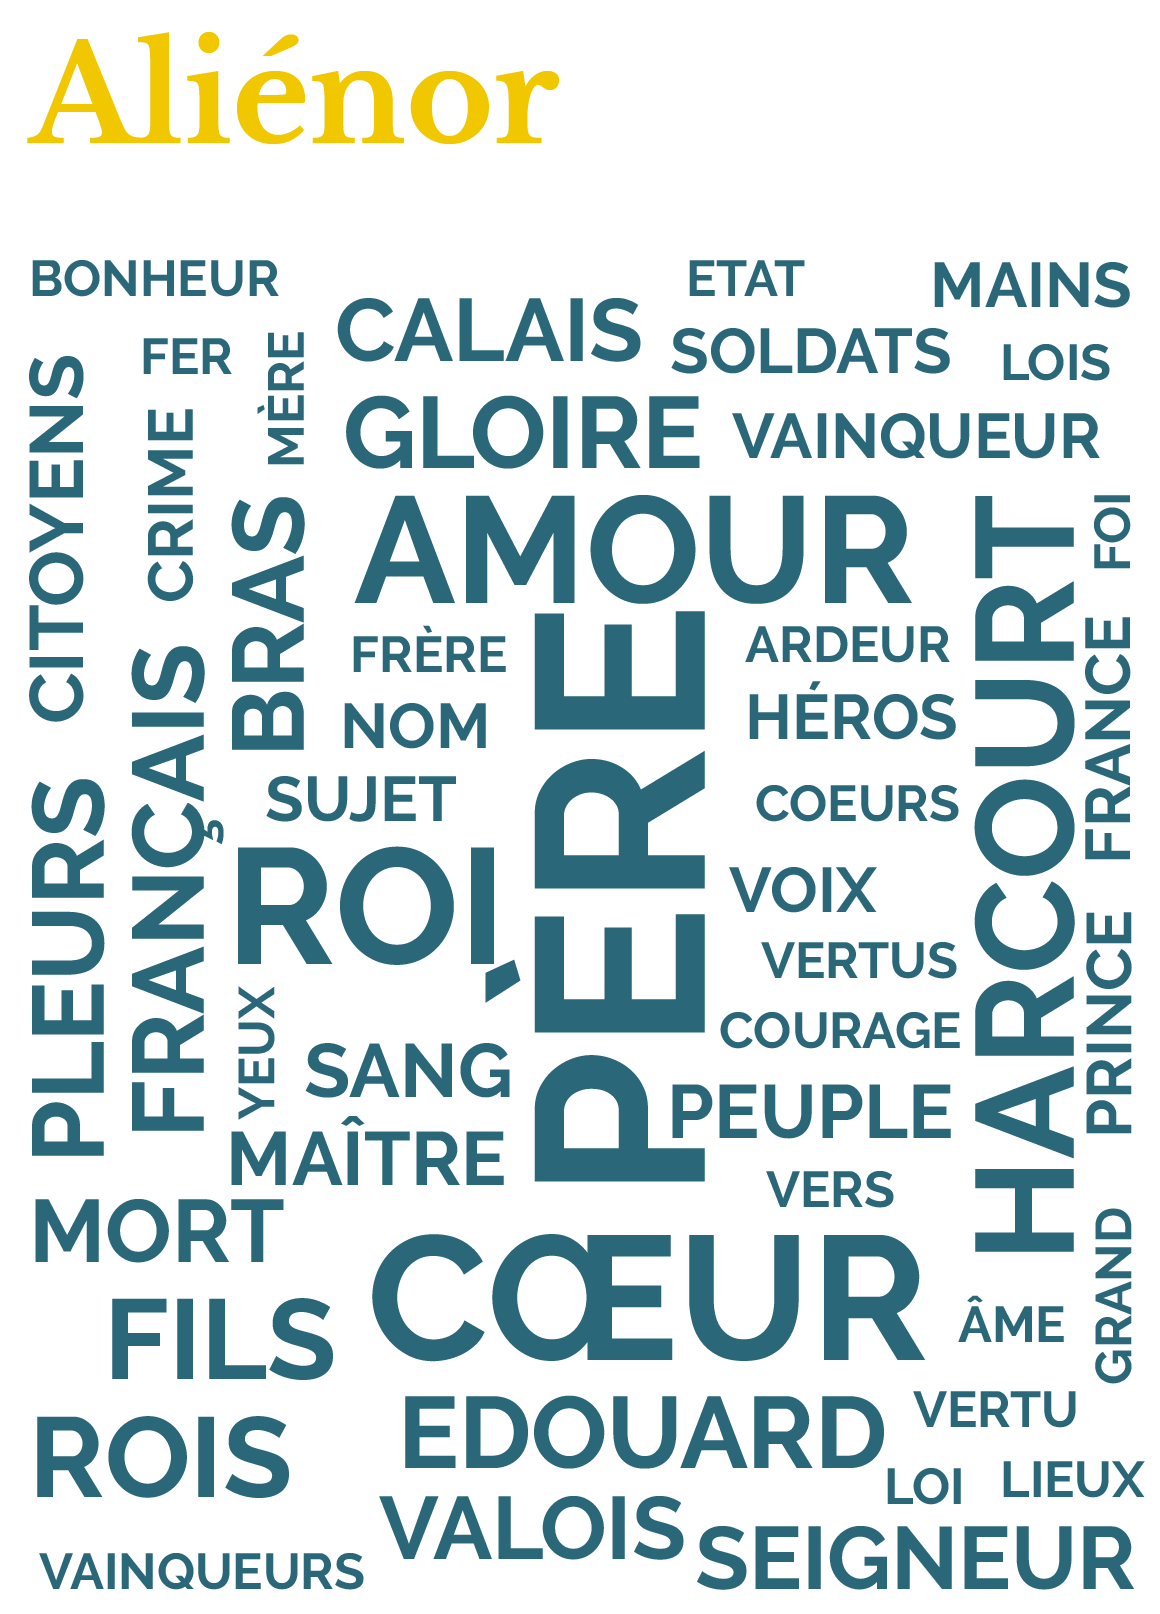 Aliénor
BONHEUR
ETAT
MAINS
CALAIS
FER
MÈRE
SOLDATS
LOIS
CITOYENS
CRIME
GLOIRE
VAINQUEUR
BRAS
AMOUR
HARCOURT
FOI
FRÈRE
PÈRE
ARDEUR
FRANCE
FRANÇAIS
NOM
HÉROS
PLEURS
SUJET
COEURS
ROI
VOIX
PRINCE
VERTUS
YEUX
SANG
COURAGE
PEUPLE
MAÎTRE
VERS
MORT
CŒUR
GRAND
FILS
ÂME
ROIS
EDOUARD
VERTU
LOI
LIEUX
VALOIS
SEIGNEUR
VAINQUEURS